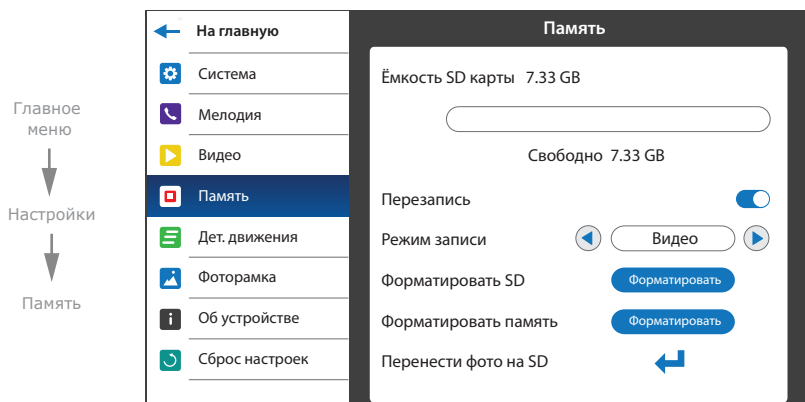 Главное
меню
Настройки
Память
На главную
Система
Мелодия
Видео
Память
Дет. движения
Фоторамка
Об устройстве
Сброс настроек
Память
Ёмкость SD карты 7.33 GB
Свободно 7.33 GB
Перезапись
Режим записи Видео
Форматировать SD Форматировать
Форматировать память Форматировать
Перенести фото на SD